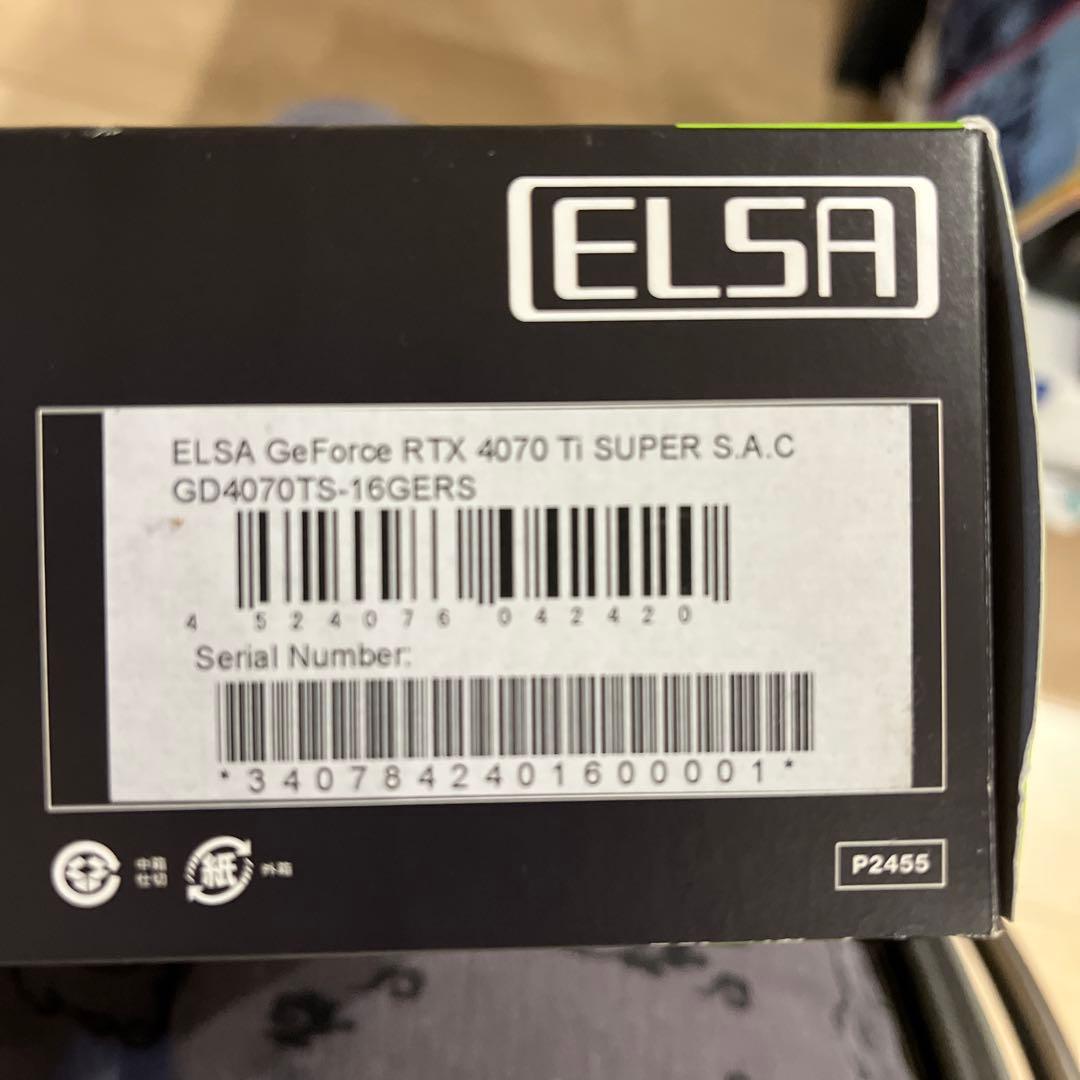 ELSA
ELSA GeForce RTX 4070 Ti SUPER S.A.C
GD4070TS-16GERS
4 524076 042420
Serial Number:
*3407842401600001*
中箱
仕切
紙
外箱
P2455